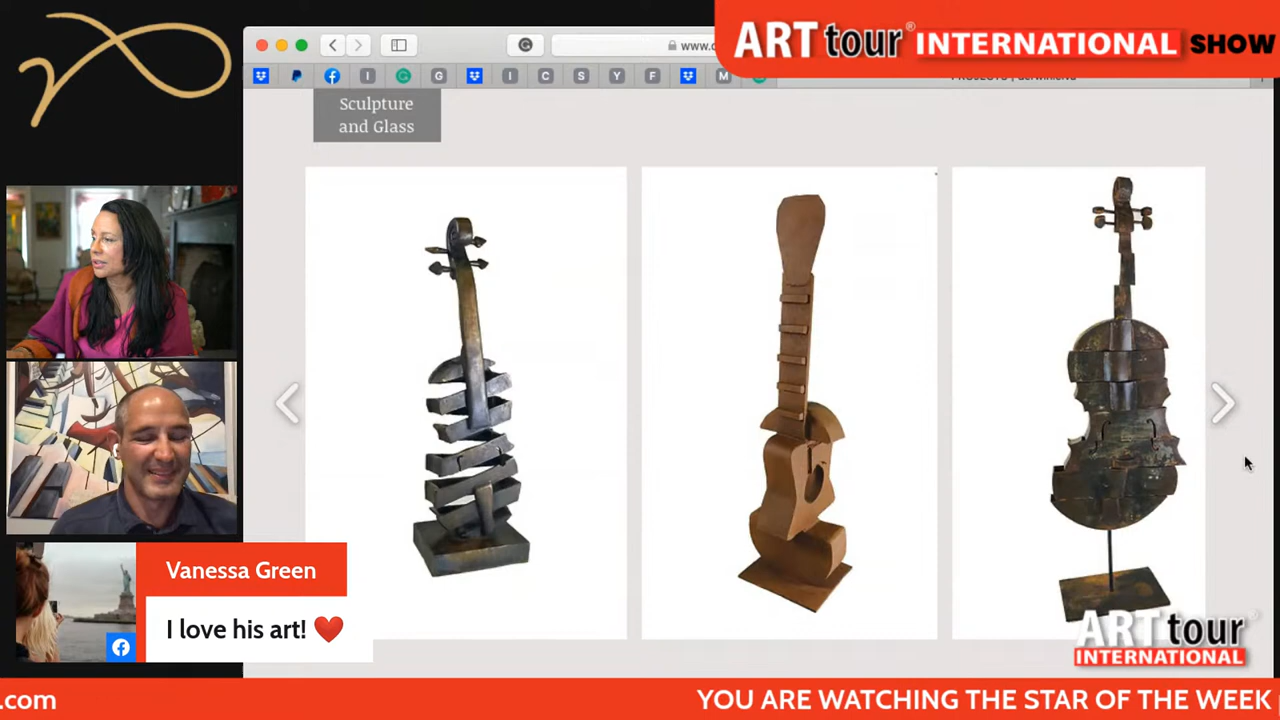 ART tour® INTERNATIONAL SHOW
www.c
G I C S Y F M
Sculpture
and Glass
Vanessa Green
I love his art! ❤️
ART tour®
INTERNATIONAL
.com
YOU ARE WATCHING THE STAR OF THE WEEK